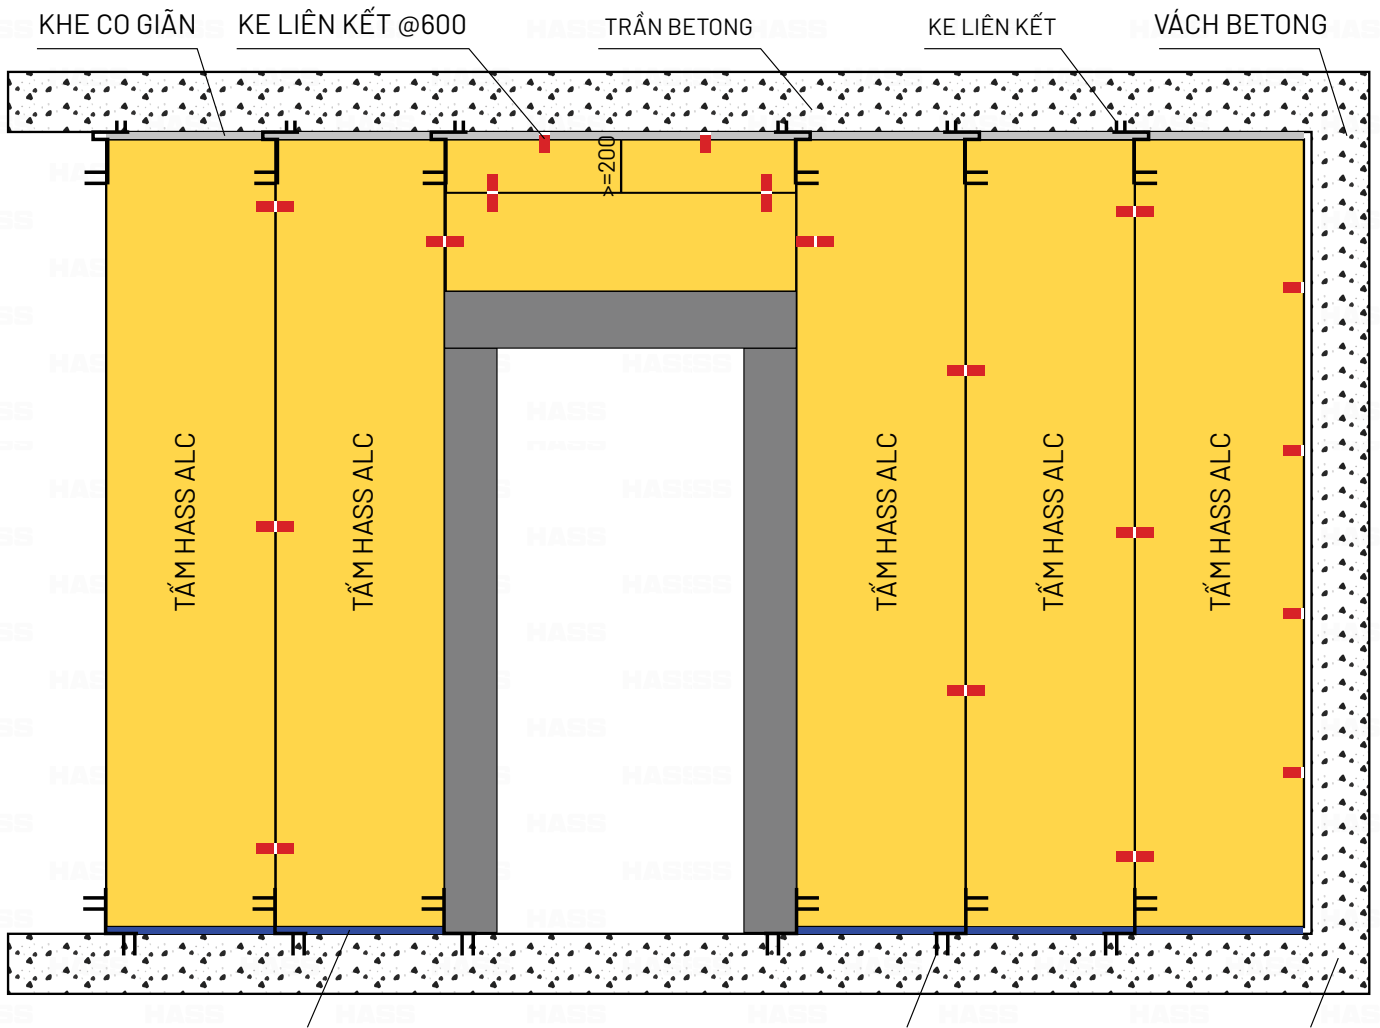 KHE CO GIÃN
KE LIÊN KẾT @600
TRẦN BETONG
KE LIÊN KẾT
VÁCH BETONG
>=200
TẤM HASS ALC
TẤM HASS ALC
TẤM HASS ALC
TẤM HASS ALC
TẤM HASS ALC